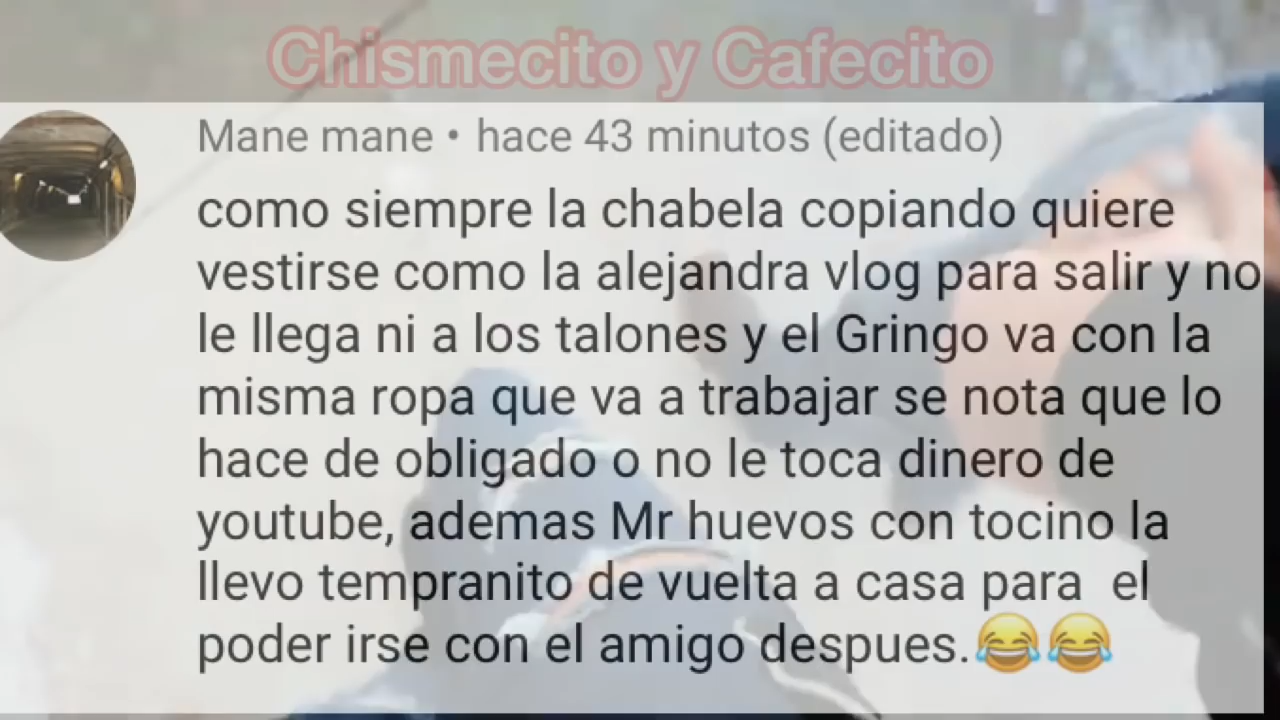 Chismecito y Cafecito
Mane mane • hace 43 minutos (editado)
como siempre la chabela copiando quiere
vestirse como la alejandra vlog para salir y no
le llega ni a los talones y el Gringo va con la
misma ropa que va a trabajar se nota que lo
hace de obligado o no le toca dinero de
youtube, ademas Mr huevos con tocino la
llevo tempranito de vuelta a casa para  el
poder irse con el amigo despues.😂😂